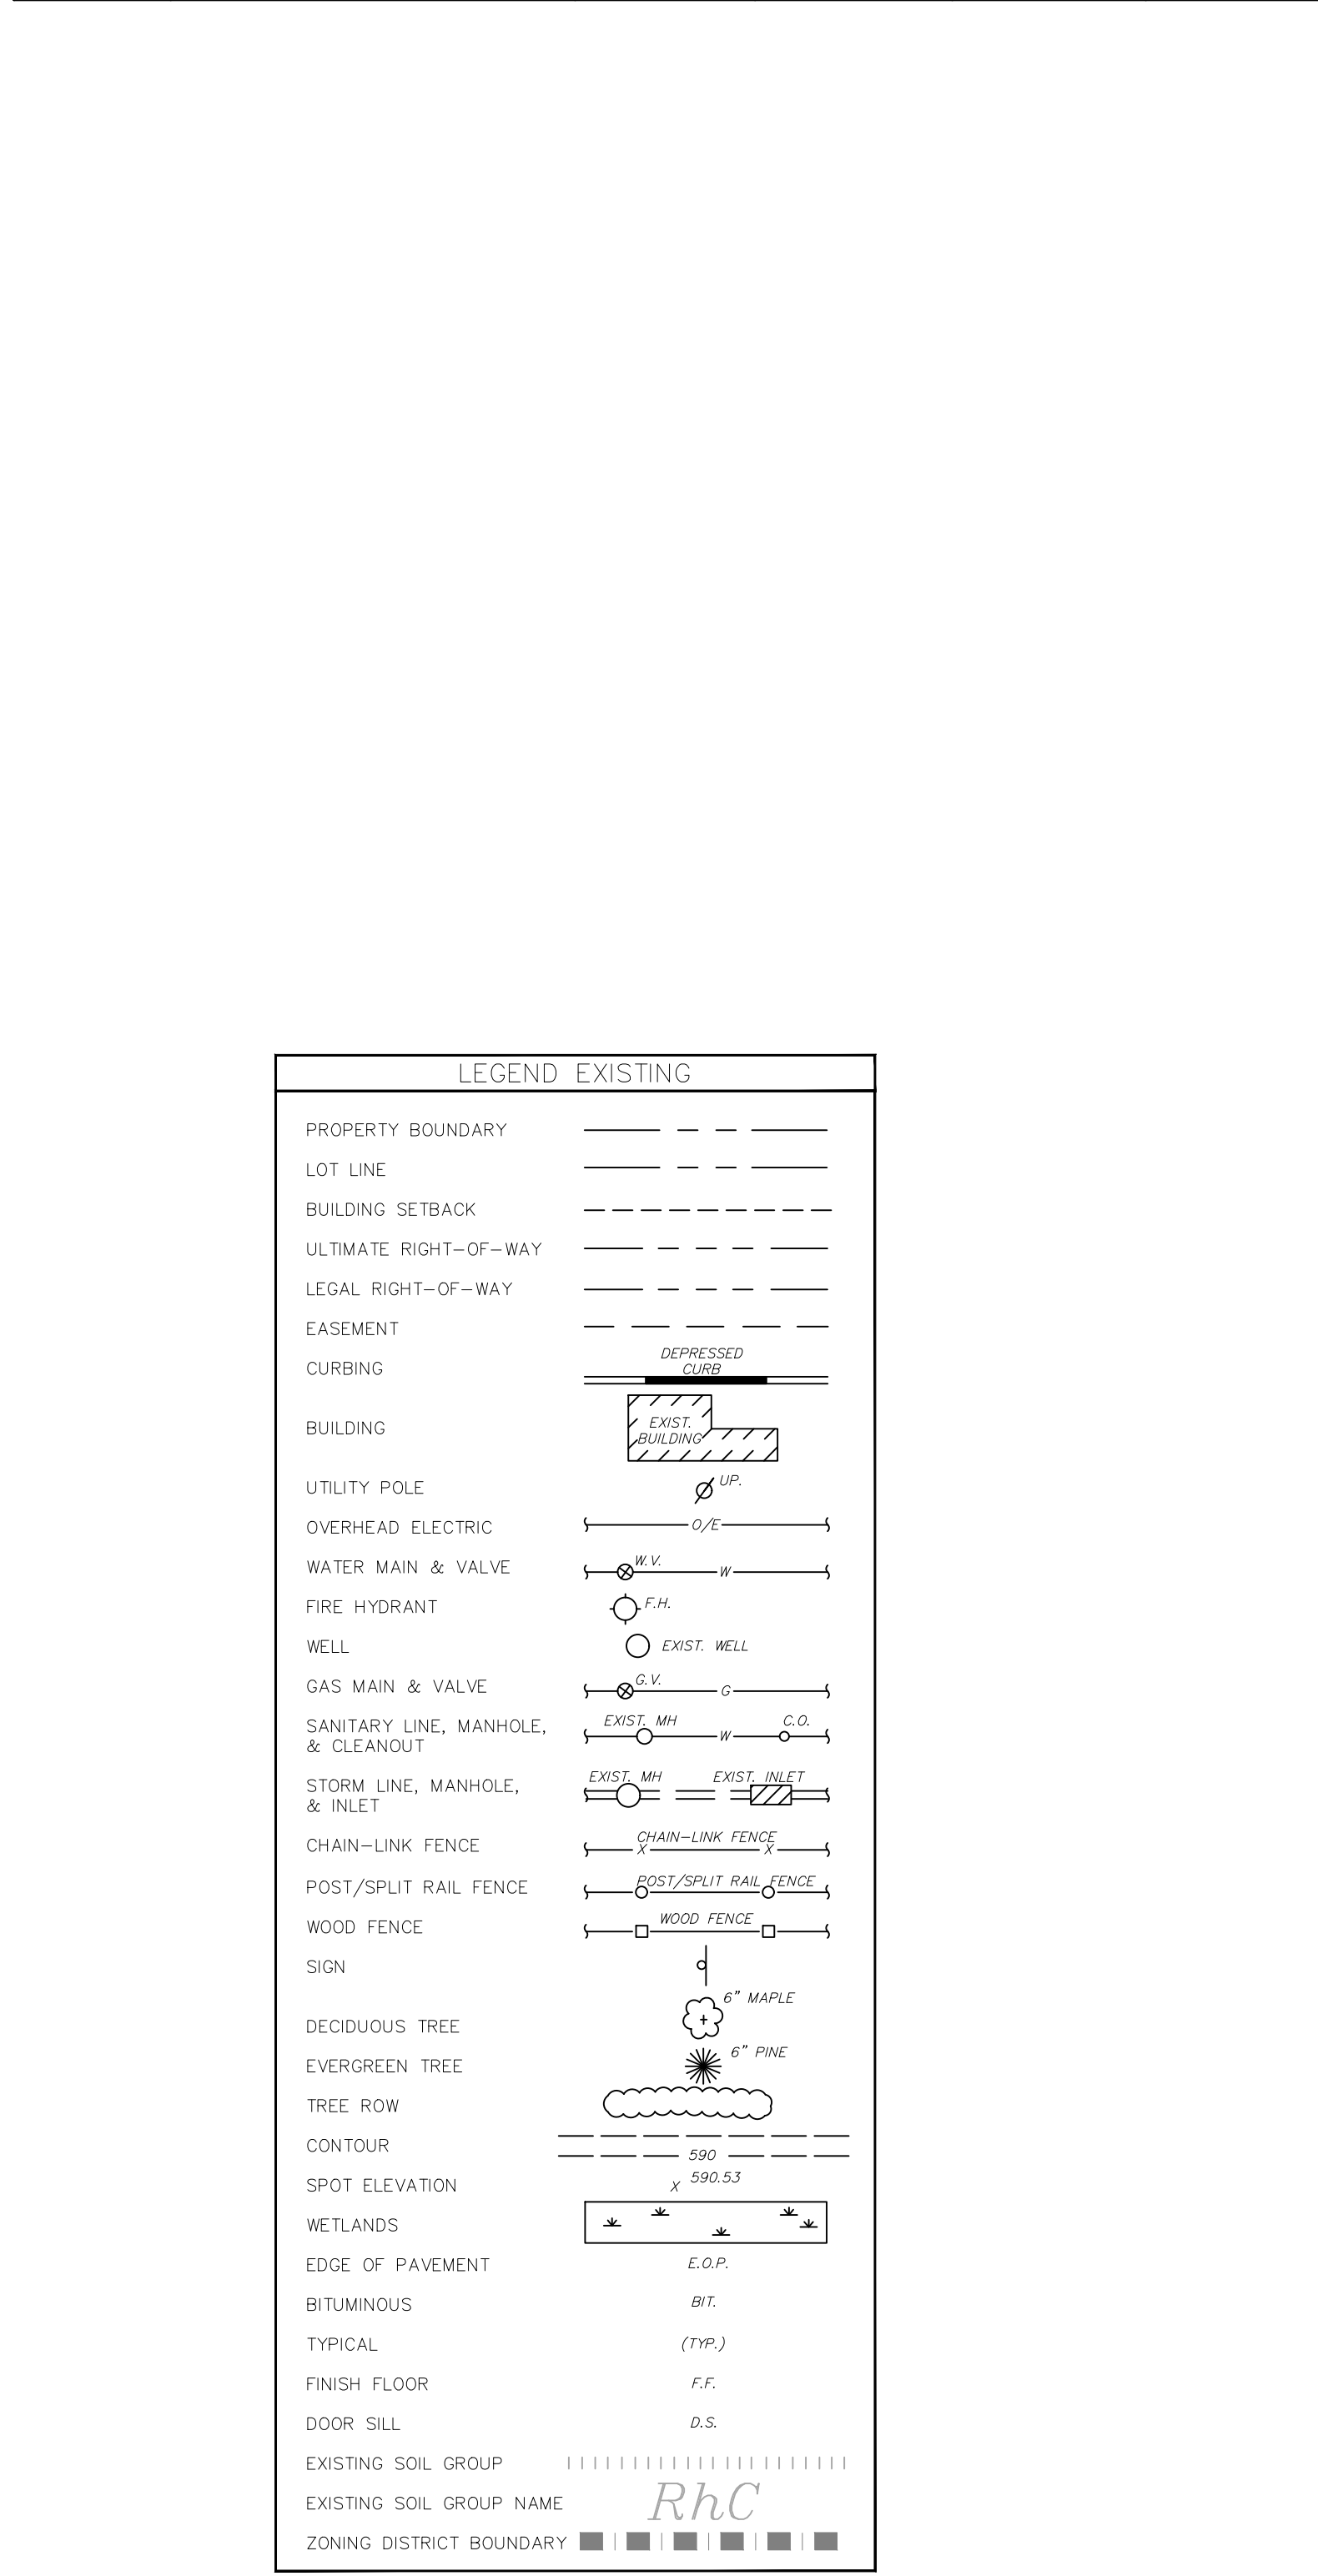 LEGEND EXISTING
PROPERTY BOUNDARY
LOT LINE
BUILDING SETBACK
ULTIMATE RIGHT-OF-WAY
LEGAL RIGHT-OF-WAY
EASEMENT
CURBING
DEPRESSED
CURB
BUILDING
EXIST.
BUILDING
UTILITY POLE
UP.
OVERHEAD ELECTRIC
O/E
WATER MAIN & VALVE
W.V.
W
FIRE HYDRANT
F.H.
WELL
EXIST. WELL
GAS MAIN & VALVE
G.V.
G
SANITARY LINE, MANHOLE,
& CLEANOUT
EXIST. MH
C.O.
W
STORM LINE, MANHOLE,
& INLET
EXIST. MH
EXIST. INLET
CHAIN-LINK FENCE
CHAIN-LINK FENCE
X X
POST/SPLIT RAIL FENCE
POST/SPLIT RAIL FENCE
WOOD FENCE
WOOD FENCE
SIGN
DECIDUOUS TREE
6" MAPLE
EVERGREEN TREE
6" PINE
TREE ROW
CONTOUR
590
SPOT ELEVATION
X 590.53
WETLANDS
EDGE OF PAVEMENT
E.O.P.
BITUMINOUS
BIT.
TYPICAL
(TYP.)
FINISH FLOOR
F.F.
DOOR SILL
D.S.
EXISTING SOIL GROUP
EXISTING SOIL GROUP NAME
RhC
ZONING DISTRICT BOUNDARY